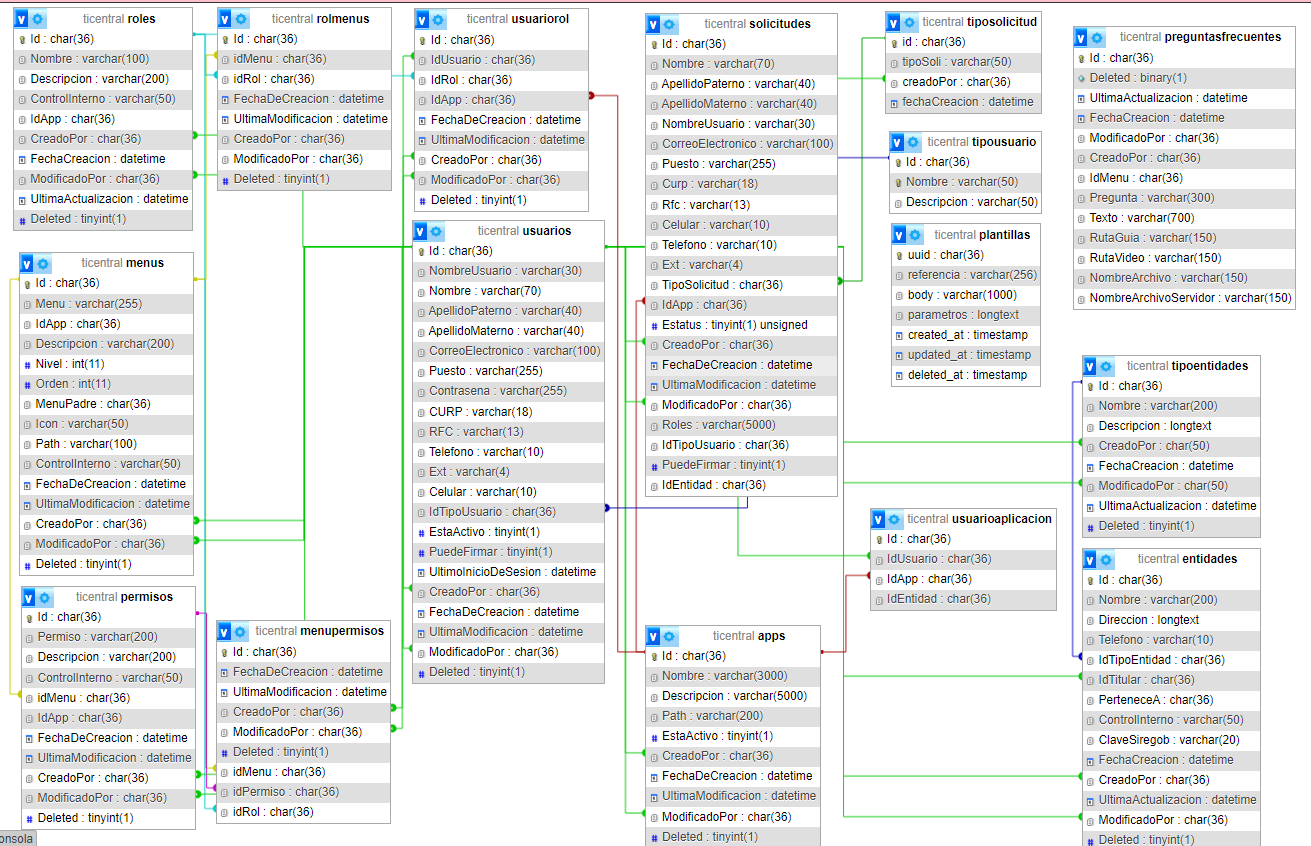 ticentral roles
Id : char(36)
Nombre : varchar(100)
Descripcion : varchar(200)
ControlInterno : varchar(50)
IdApp : char(36)
CreadoPor : char(36)
FechaCreacion : datetime
ModificadoPor : char(36)
UltimaActualizacion : datetime
Deleted : tinyint(1)
ticentral rolmenus
Id : char(36)
idMenu : char(36)
idRol : char(36)
FechaDeCreacion : datetime
UltimaModificacion : datetime
CreadoPor : char(36)
ModificadoPor : char(36)
Deleted : tinyint(1)
ticentral usuariorol
Id : char(36)
IdUsuario : char(36)
IdRol : char(36)
IdApp : char(36)
FechaDeCreacion : datetime
UltimaModificacion : datetime
CreadoPor : char(36)
ModificadoPor : char(36)
Deleted : tinyint(1)
ticentral solicitudes
Id : char(36)
Nombre : varchar(70)
ApellidoPaterno : varchar(40)
ApellidoMaterno : varchar(40)
NombreUsuario : varchar(30)
CorreoElectronico : varchar(100)
Puesto : varchar(255)
Curp : varchar(18)
Rfc : varchar(13)
Celular : varchar(10)
Telefono : varchar(10)
Ext : varchar(4)
TipoSolicitud : char(36)
IdApp : char(36)
Estatus : tinyint(1) unsigned
CreadoPor : char(36)
FechaDeCreacion : datetime
UltimaModificacion : datetime
ModificadoPor : char(36)
Roles : varchar(5000)
IdTipoUsuario : char(36)
PuedeFirmar : tinyint(1)
IdEntidad : char(36)
ticentral tiposolicitud
id : char(36)
tipoSoli : varchar(50)
creadoPor : char(36)
fechaCreacion : datetime
ticentral tipousuario
Id : char(36)
Nombre : varchar(50)
Descripcion : varchar(50)
ticentral plantillas
uuid : char(36)
referencia : varchar(256)
body : varchar(1000)
parametros : longtext
created_at : timestamp
updated_at : timestamp
deleted_at : timestamp
ticentral preguntasfrecuentes
Id : char(36)
Deleted : binary(1)
UltimaActualizacion : datetime
FechaCreacion : datetime
ModificadoPor : char(36)
CreadoPor : char(36)
IdMenu : char(36)
Pregunta : varchar(300)
Texto : varchar(700)
RutaGuia : varchar(150)
RutaVideo : varchar(150)
NombreArchivo : varchar(150)
NombreArchivoServidor : varchar(150)
ticentral menus
Id : char(36)
Menu : varchar(255)
IdApp : char(36)
Descripcion : varchar(200)
Nivel : int(11)
Orden : int(11)
MenuPadre : char(36)
Icon : varchar(50)
Path : varchar(100)
ControlInterno : varchar(50)
FechaDeCreacion : datetime
UltimaModificacion : datetime
CreadoPor : char(36)
ModificadoPor : char(36)
Deleted : tinyint(1)
ticentral usuarios
Id : char(36)
NombreUsuario : varchar(30)
Nombre : varchar(70)
ApellidoPaterno : varchar(40)
ApellidoMaterno : varchar(40)
CorreoElectronico : varchar(100)
Puesto : varchar(255)
Contrasena : varchar(255)
CURP : varchar(18)
RFC : varchar(13)
Telefono : varchar(10)
Ext : varchar(4)
Celular : varchar(10)
IdTipoUsuario : char(36)
EstaActivo : tinyint(1)
PuedeFirmar : tinyint(1)
UltimoInicioDeSesion : datetime
CreadoPor : char(36)
FechaDeCreacion : datetime
UltimaModificacion : datetime
ModificadoPor : char(36)
Deleted : tinyint(1)
ticentral tipoentidades
Id : char(36)
Nombre : varchar(200)
Descripcion : longtext
CreadoPor : char(50)
FechaCreacion : datetime
ModificadoPor : char(50)
UltimaActualizacion : datetime
Deleted : tinyint(1)
ticentral usuarioaplicacion
Id : char(36)
IdUsuario : char(36)
IdApp : char(36)
IdEntidad : char(36)
ticentral permisos
Id : char(36)
Permiso : varchar(200)
Descripcion : varchar(200)
ControlInterno : varchar(50)
idMenu : char(36)
IdApp : char(36)
FechaDeCreacion : datetime
UltimaModificacion : datetime
CreadoPor : char(36)
ModificadoPor : char(36)
Deleted : tinyint(1)
ticentral menupermisos
Id : char(36)
FechaDeCreacion : datetime
UltimaModificacion : datetime
CreadoPor : char(36)
ModificadoPor : char(36)
Deleted : tinyint(1)
idMenu : char(36)
idPermiso : char(36)
idRol : char(36)
ticentral apps
Id : char(36)
Nombre : varchar(3000)
Descripcion : varchar(5000)
Path : varchar(200)
EstaActivo : tinyint(1)
CreadoPor : char(36)
FechaDeCreacion : datetime
UltimaModificacion : datetime
ModificadoPor : char(36)
Deleted : tinyint(1)
ticentral entidades
Id : char(36)
Nombre : varchar(200)
Direccion : longtext
Telefono : varchar(10)
IdTipoEntidad : char(36)
IdTitular : char(36)
PerteneceA : char(36)
ControlInterno : varchar(50)
ClaveSiregob : varchar(20)
FechaCreacion : datetime
CreadoPor : char(36)
UltimaActualizacion : datetime
ModificadoPor : char(36)
Deleted : tinyint(1)
onsola